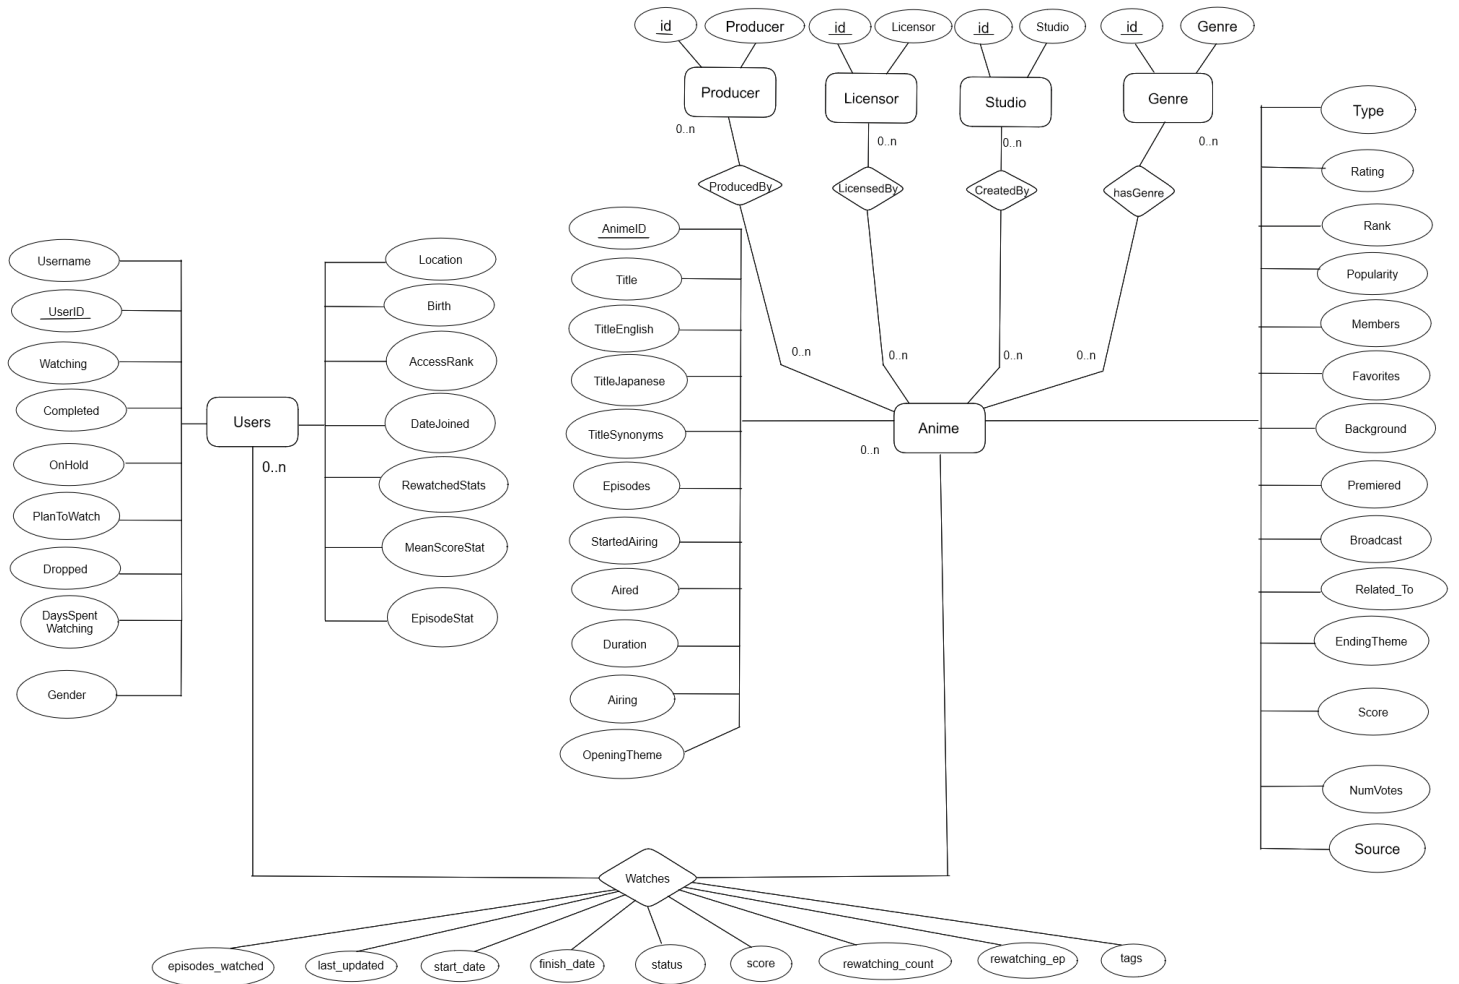 id
Producer
id
Licensor
id
Studio
id
Genre
Producer
Licensor
Studio
Genre
0..n
0..n
0..n
0..n
ProducedBy
LicensedBy
CreatedBy
hasGenre
0..n
0..n
0..n
0..n
Username
UserID
Watching
Completed
OnHold
PlanToWatch
Dropped
DaysSpent
Watching
Gender
Users
0..n
Location
Birth
AccessRank
DateJoined
RewatchedStats
MeanScoreStat
EpisodeStat
AnimeID
Title
TitleEnglish
TitleJapanese
TitleSynonyms
Episodes
StartedAiring
Aired
Duration
Airing
OpeningTheme
Anime
0..n
Type
Rating
Rank
Popularity
Members
Favorites
Background
Premiered
Broadcast
Related_To
EndingTheme
Score
NumVotes
Source
Watches
episodes_watched
last_updated
start_date
finish_date
status
score
rewatching_count
rewatching_ep
tags